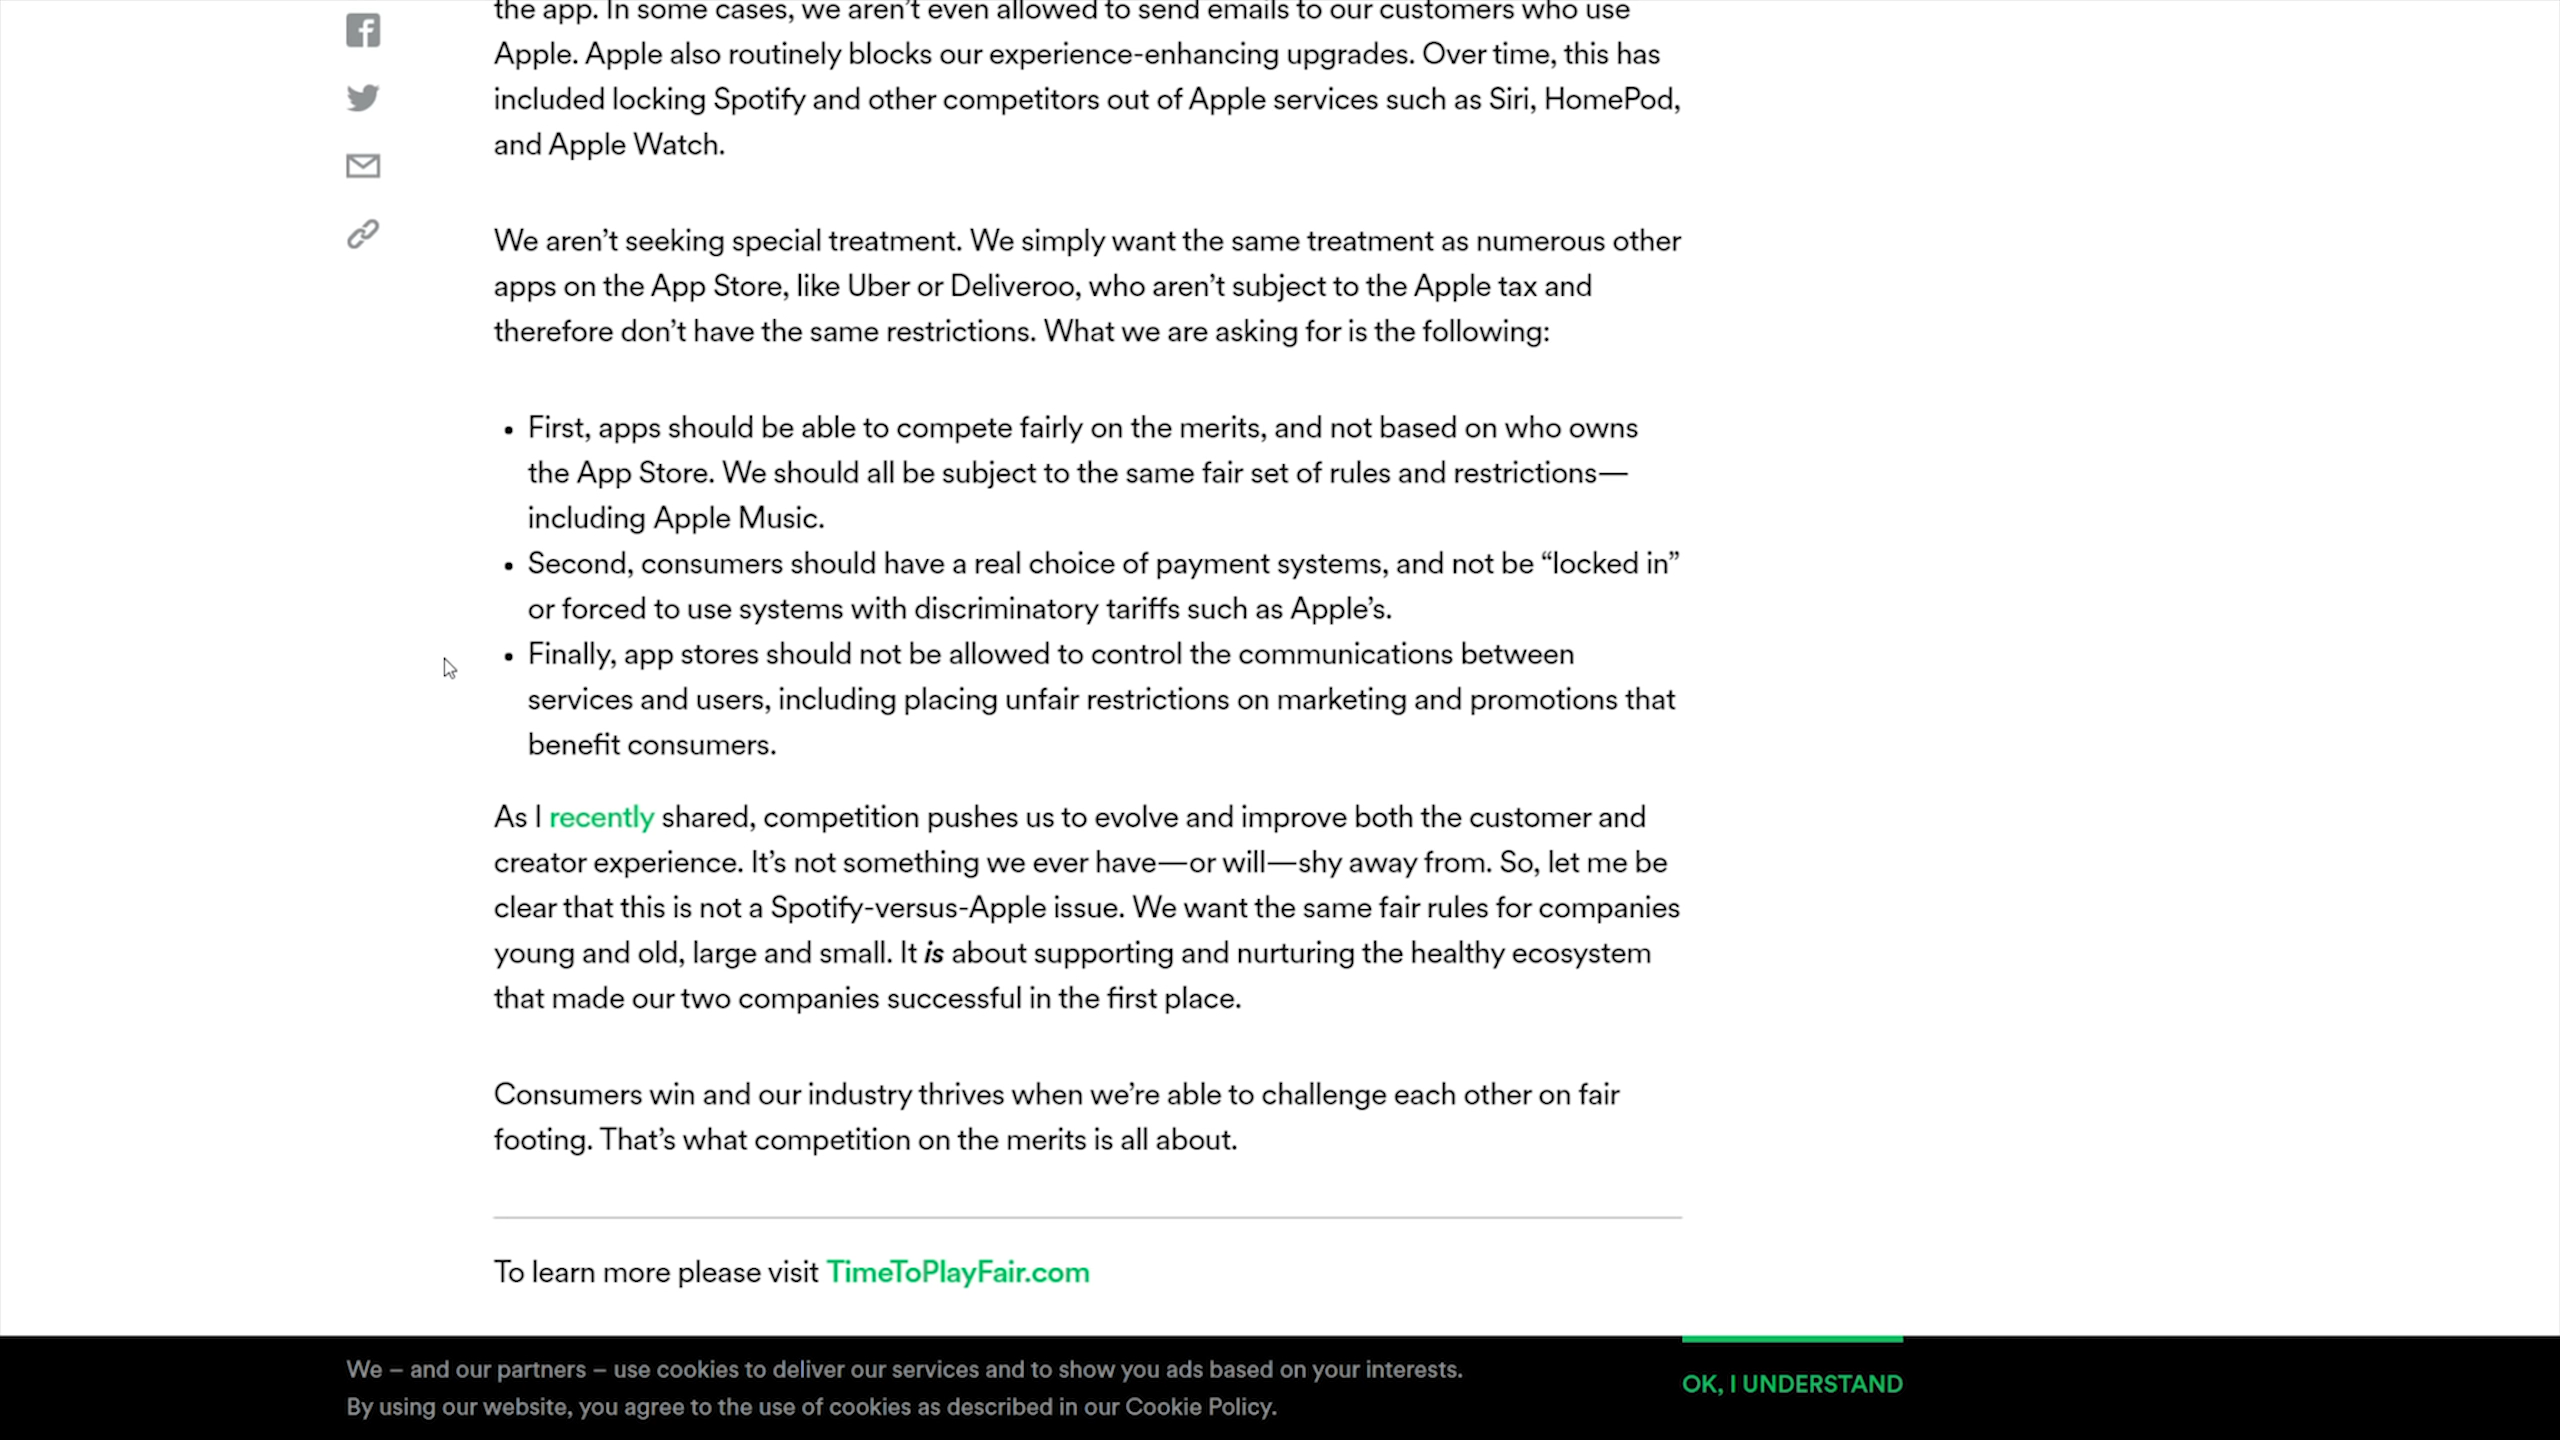 the app. In some cases, we aren’t even allowed to send emails to our customers who use
Apple. Apple also routinely blocks our experience-enhancing upgrades. Over time, this has
included locking Spotify and other competitors out of Apple services such as Siri, HomePod,
and Apple Watch.
We aren’t seeking special treatment. We simply want the same treatment as numerous other
apps on the App Store, like Uber or Deliveroo, who aren’t subject to the Apple tax and
therefore don’t have the same restrictions. What we are asking for is the following:
• First, apps should be able to compete fairly on the merits, and not based on who owns
the App Store. We should all be subject to the same fair set of rules and restrictions—
including Apple Music.
• Second, consumers should have a real choice of payment systems, and not be “locked in”
or forced to use systems with discriminatory tariffs such as Apple’s.
• Finally, app stores should not be allowed to control the communications between
services and users, including placing unfair restrictions on marketing and promotions that
benefit consumers.
As I recently shared, competition pushes us to evolve and improve both the customer and
creator experience. It’s not something we ever have—or will—shy away from. So, let me be
clear that this is not a Spotify-versus-Apple issue. We want the same fair rules for companies
young and old, large and small. It is about supporting and nurturing the healthy ecosystem
that made our two companies successful in the first place.
Consumers win and our industry thrives when we’re able to challenge each other on fair
footing. That’s what competition on the merits is all about.
To learn more please visit TimeToPlayFair.com
We – and our partners – use cookies to deliver our services and to show you ads based on your interests.
By using our website, you agree to the use of cookies as described in our Cookie Policy.
OK, I UNDERSTAND